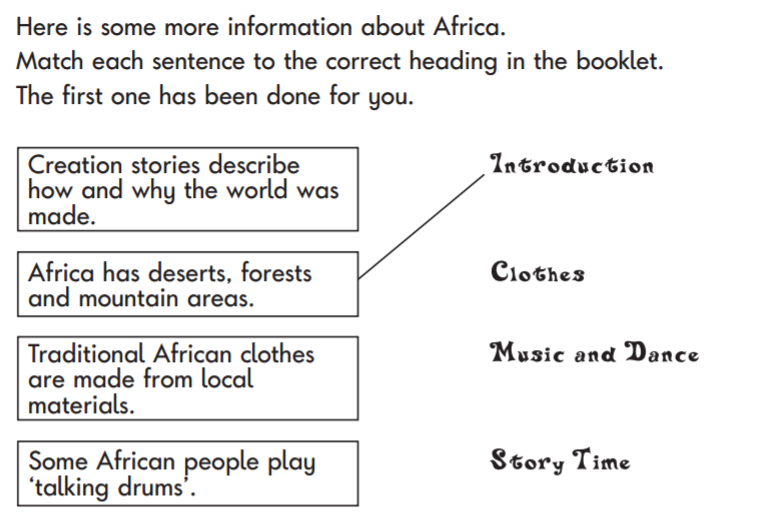 Here is some more information about Africa.
Match each sentence to the correct heading in the booklet.
The first one has been done for you.
Creation stories describe
how and why the world was
made.
Introduction
Africa has deserts, forests
and mountain areas.
Clothes
Traditional African clothes
are made from local
materials.
Music and Dance
Some African people play
‘talking drums’.
Story Time